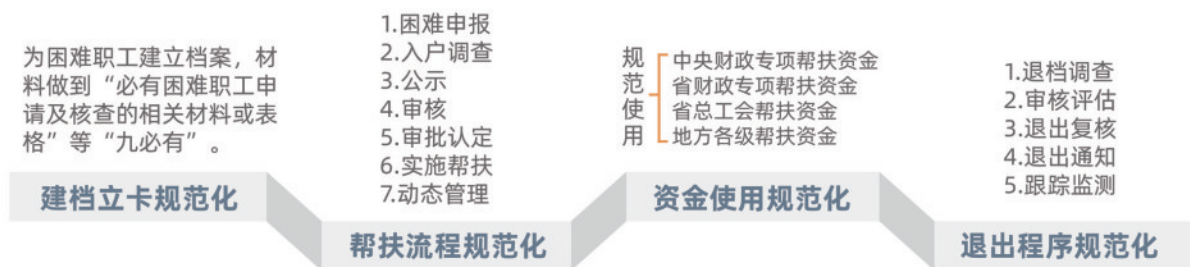 为困难职工建立档案，材
料做到“必有困难职工申
请及核查的相关材料或表
格”等“九必有”。
建档立卡规范化
1.困难申报
2.入户调查
3.公示
4.审核
5.审批认定
6.实施帮扶
7.动态管理
帮扶流程规范化
规范使用
中央财政专项帮扶资金
省财政专项帮扶资金
省总工会帮扶资金
地方各级帮扶资金
资金使用规范化
1.退档调查
2.审核评估
3.退出复核
4.退出通知
5.跟踪监测
退出程序规范化